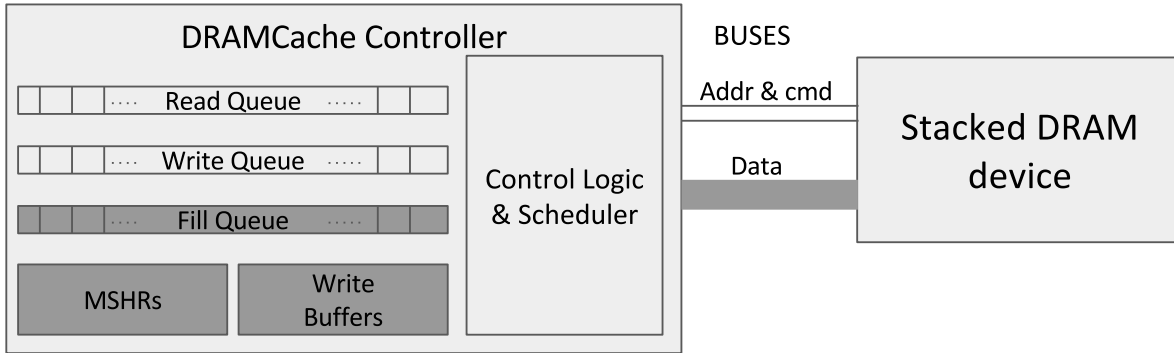 DRAMCache Controller
BUSES
Read Queue
Write Queue
Fill Queue
MSHRs
Write
Buffers
Control Logic
& Scheduler
Addr & cmd
Data
Stacked DRAM
device